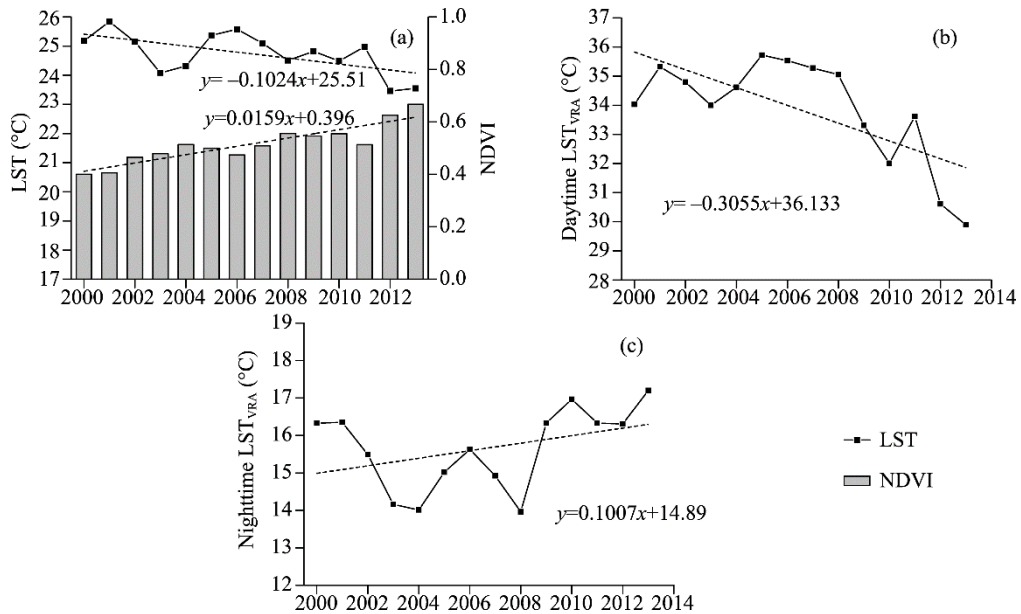 (a)
LST (°C)
26
25
24
23
22
21
20
19
18
17
1.0
0.8
0.6
0.4
0.2
0.0
NDVI
y= −0.1024x+25.51
y=0.0159x+0.396
2000 2002 2004 2006 2008 2010 2012
(b)
Daytime LSTVRA (°C)
37
36
35
34
33
32
31
30
29
28
y= −0.3055x+36.133
2000 2002 2004 2006 2008 2010 2012 2014
(c)
Nighttime LSTVRA (°C)
19
18
17
16
15
14
13
12
y=0.1007x+14.89
2000 2002 2004 2006 2008 2010 2012 2014
LST
NDVI